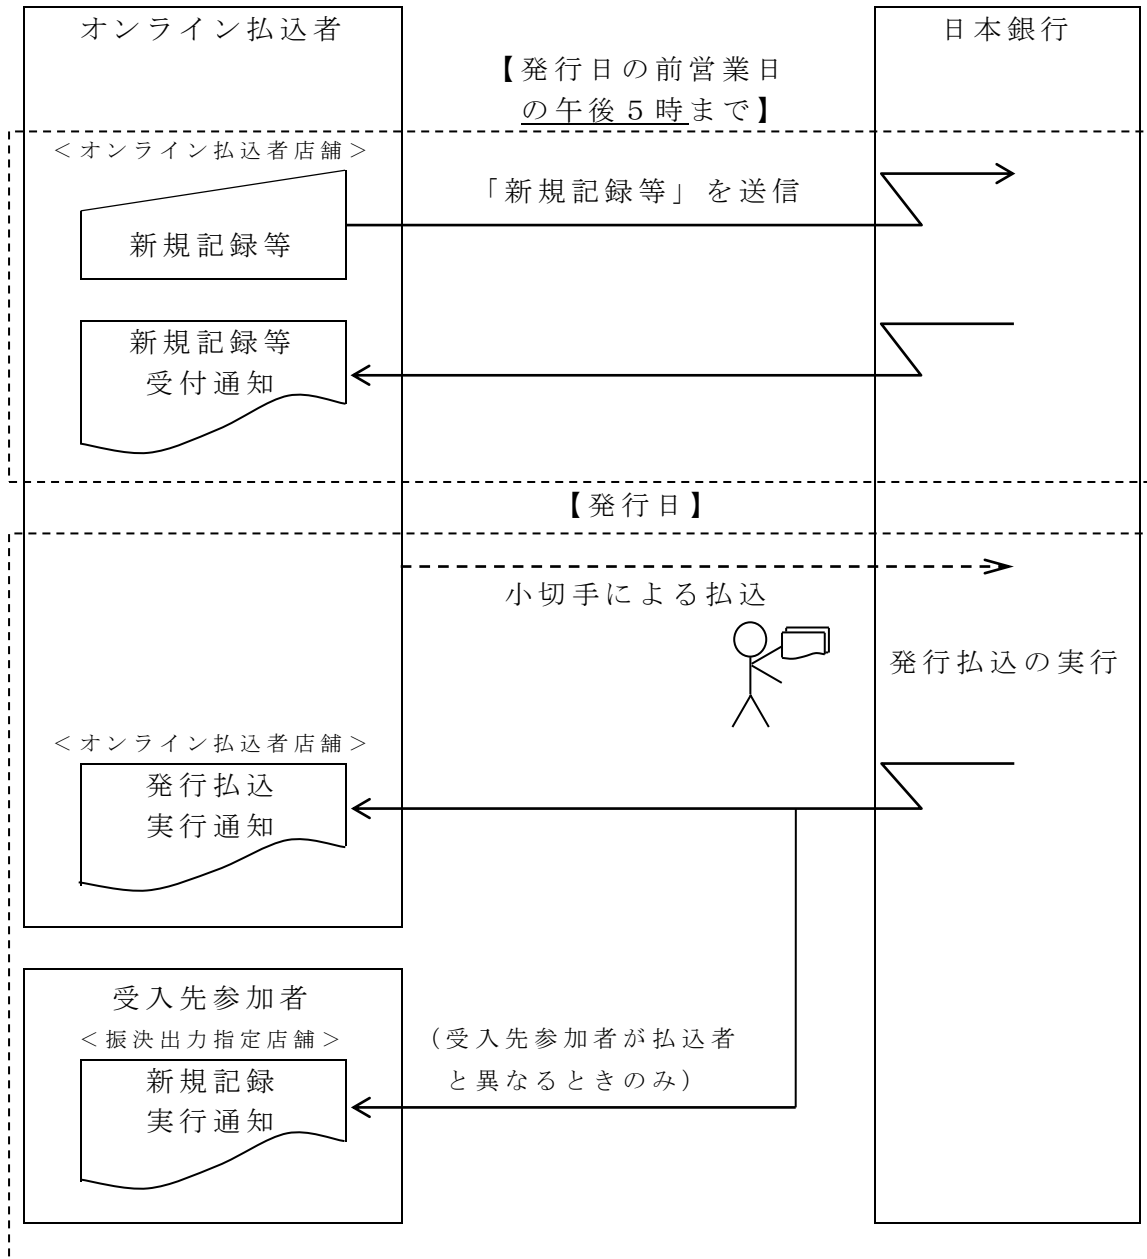 オンライン払込者
日本銀行
【発行日の前営業日
の午後５時まで】
＜オンライン払込者店舗＞
「新規記録等」を送信
新規記録等
新規記録等
受付通知
【発行日】
小切手による払込
発行払込の実行
＜オンライン払込者店舗＞
発行払込
実行通知
受入先参加者
＜振決出力指定店舗＞
（受入先参加者が払込者
と異なるときのみ）
新規記録
実行通知